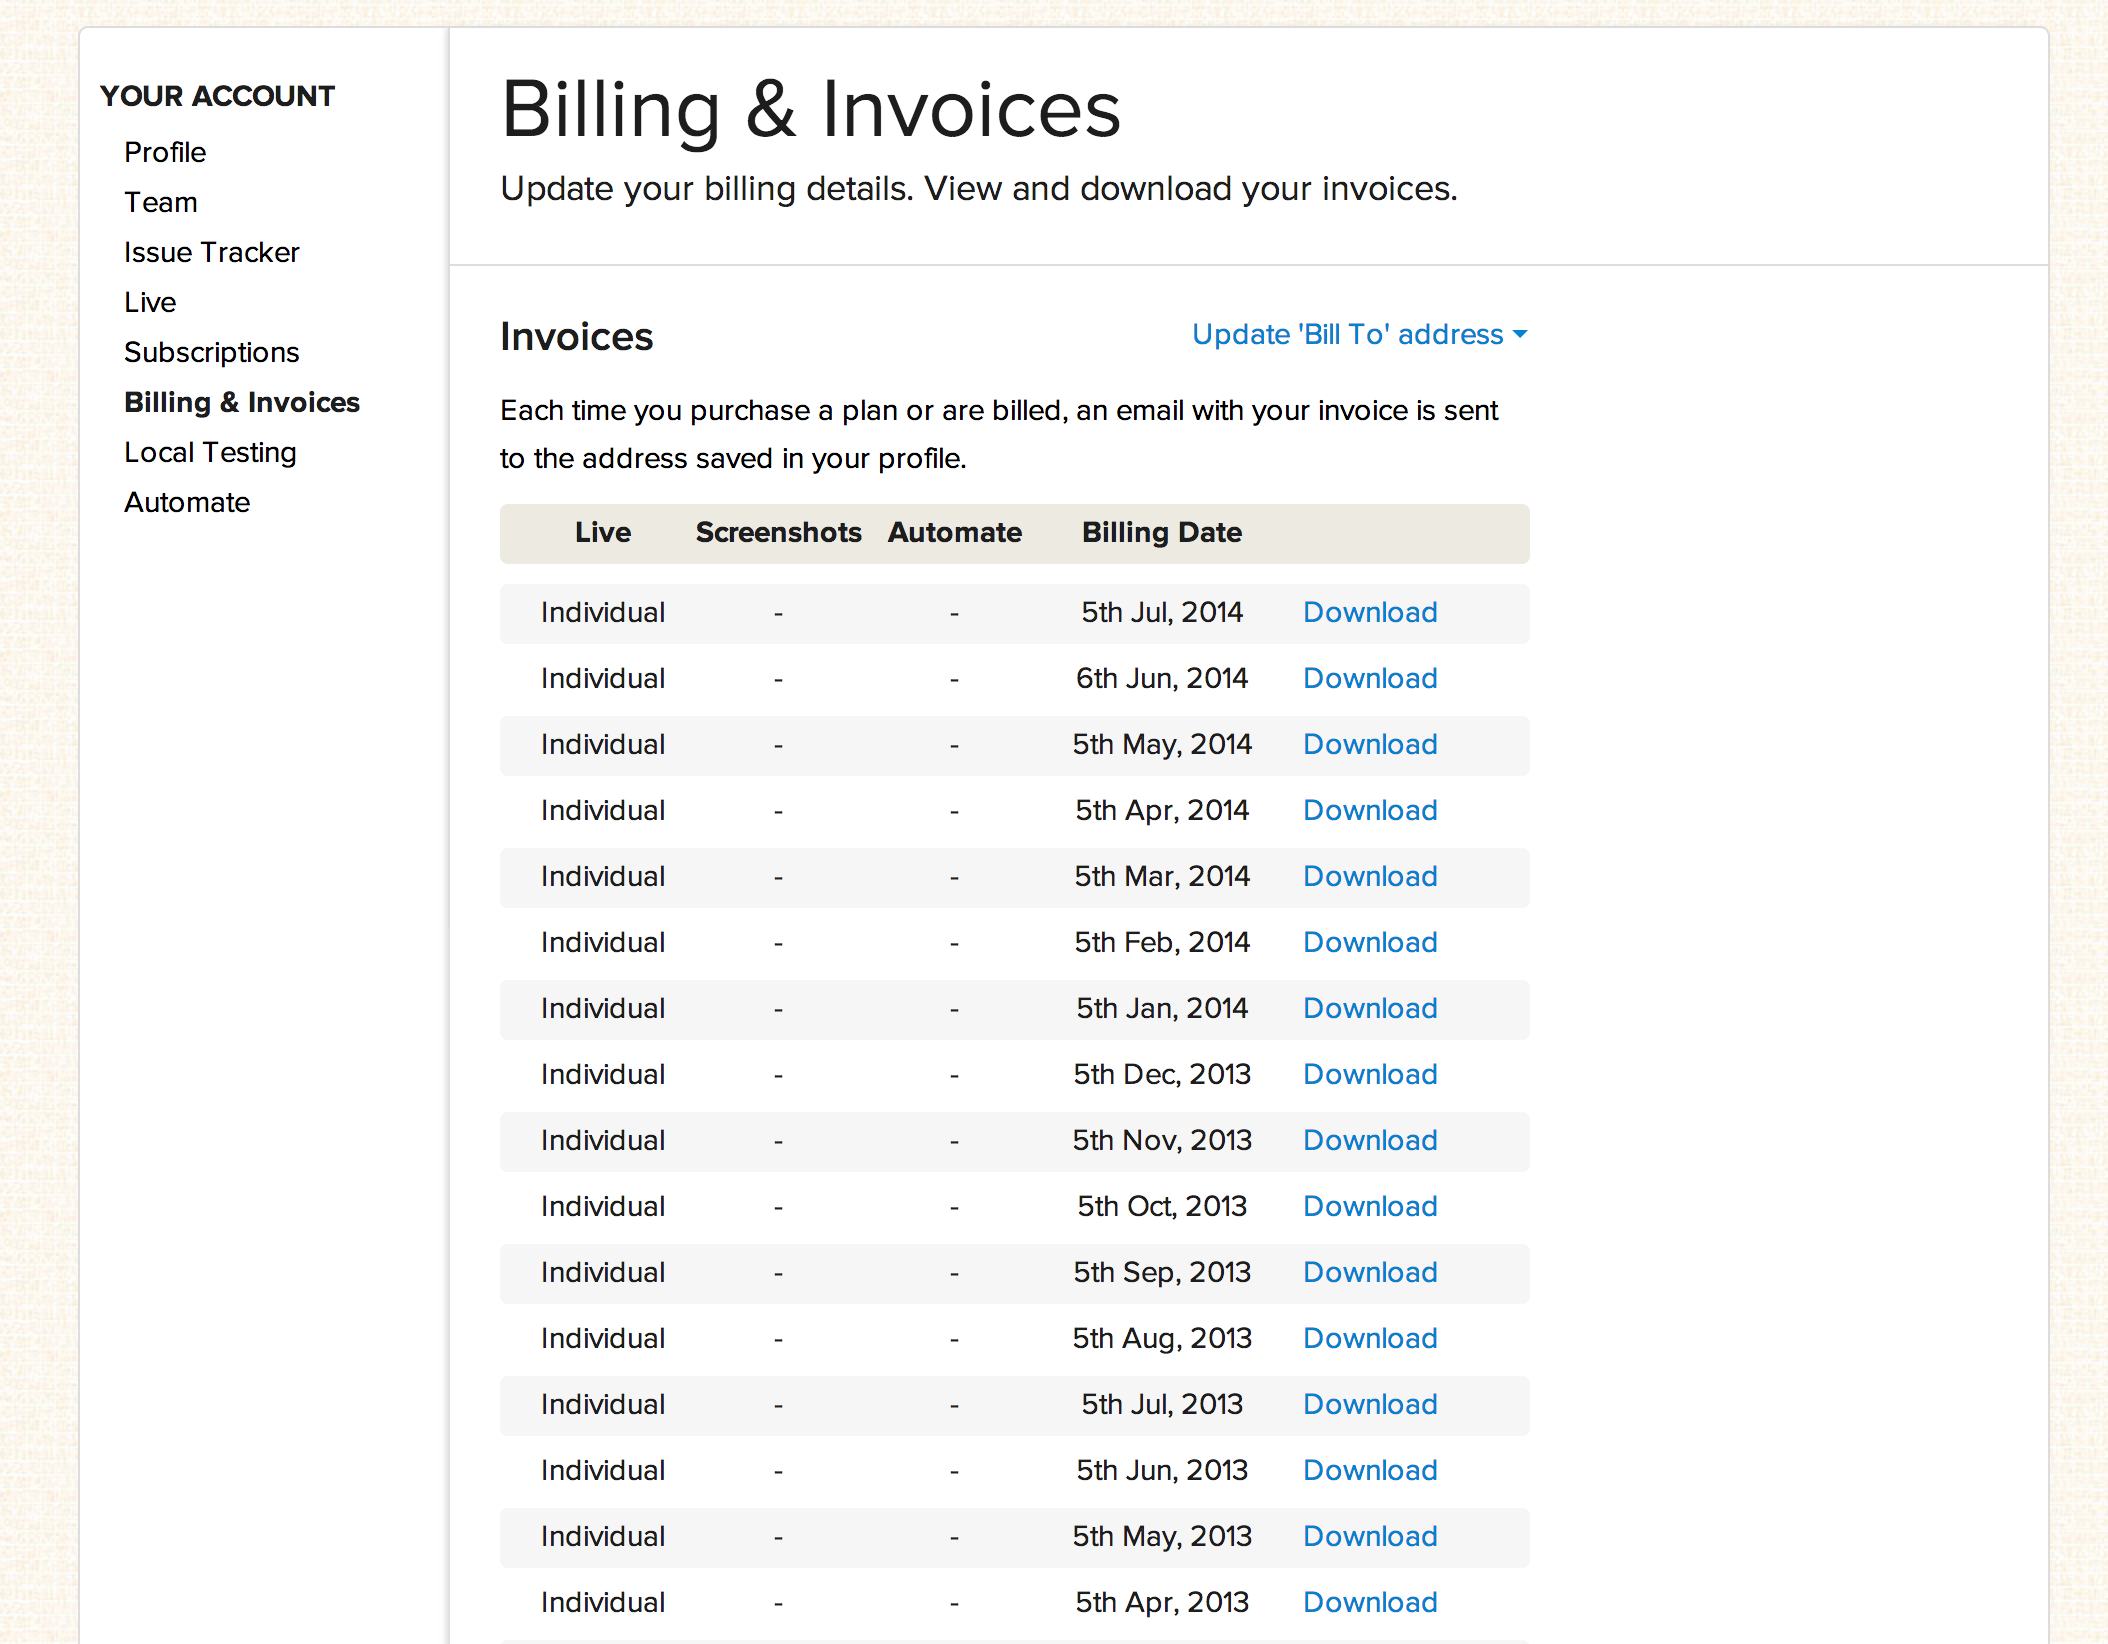 YOUR ACCOUNT
Profile
Team
Issue Tracker
Live
Subscriptions
Billing & Invoices
Local Testing
Automate
Billing & Invoices
Update your billing details. View and download your invoices.
Invoices
Update 'Bill To' address
Each time you purchase a plan or are billed, an email with your invoice is sent
to the address saved in your profile.
Live Screenshots Automate Billing Date
Individual - - 5th Jul, 2014 Download
Individual - - 6th Jun, 2014 Download
Individual - - 5th May, 2014 Download
Individual - - 5th Apr, 2014 Download
Individual - - 5th Mar, 2014 Download
Individual - - 5th Feb, 2014 Download
Individual - - 5th Jan, 2014 Download
Individual - - 5th Dec, 2013 Download
Individual - - 5th Nov, 2013 Download
Individual - - 5th Oct, 2013 Download
Individual - - 5th Sep, 2013 Download
Individual - - 5th Aug, 2013 Download
Individual - - 5th Jul, 2013 Download
Individual - - 5th Jun, 2013 Download
Individual - - 5th May, 2013 Download
Individual - - 5th Apr, 2013 Download